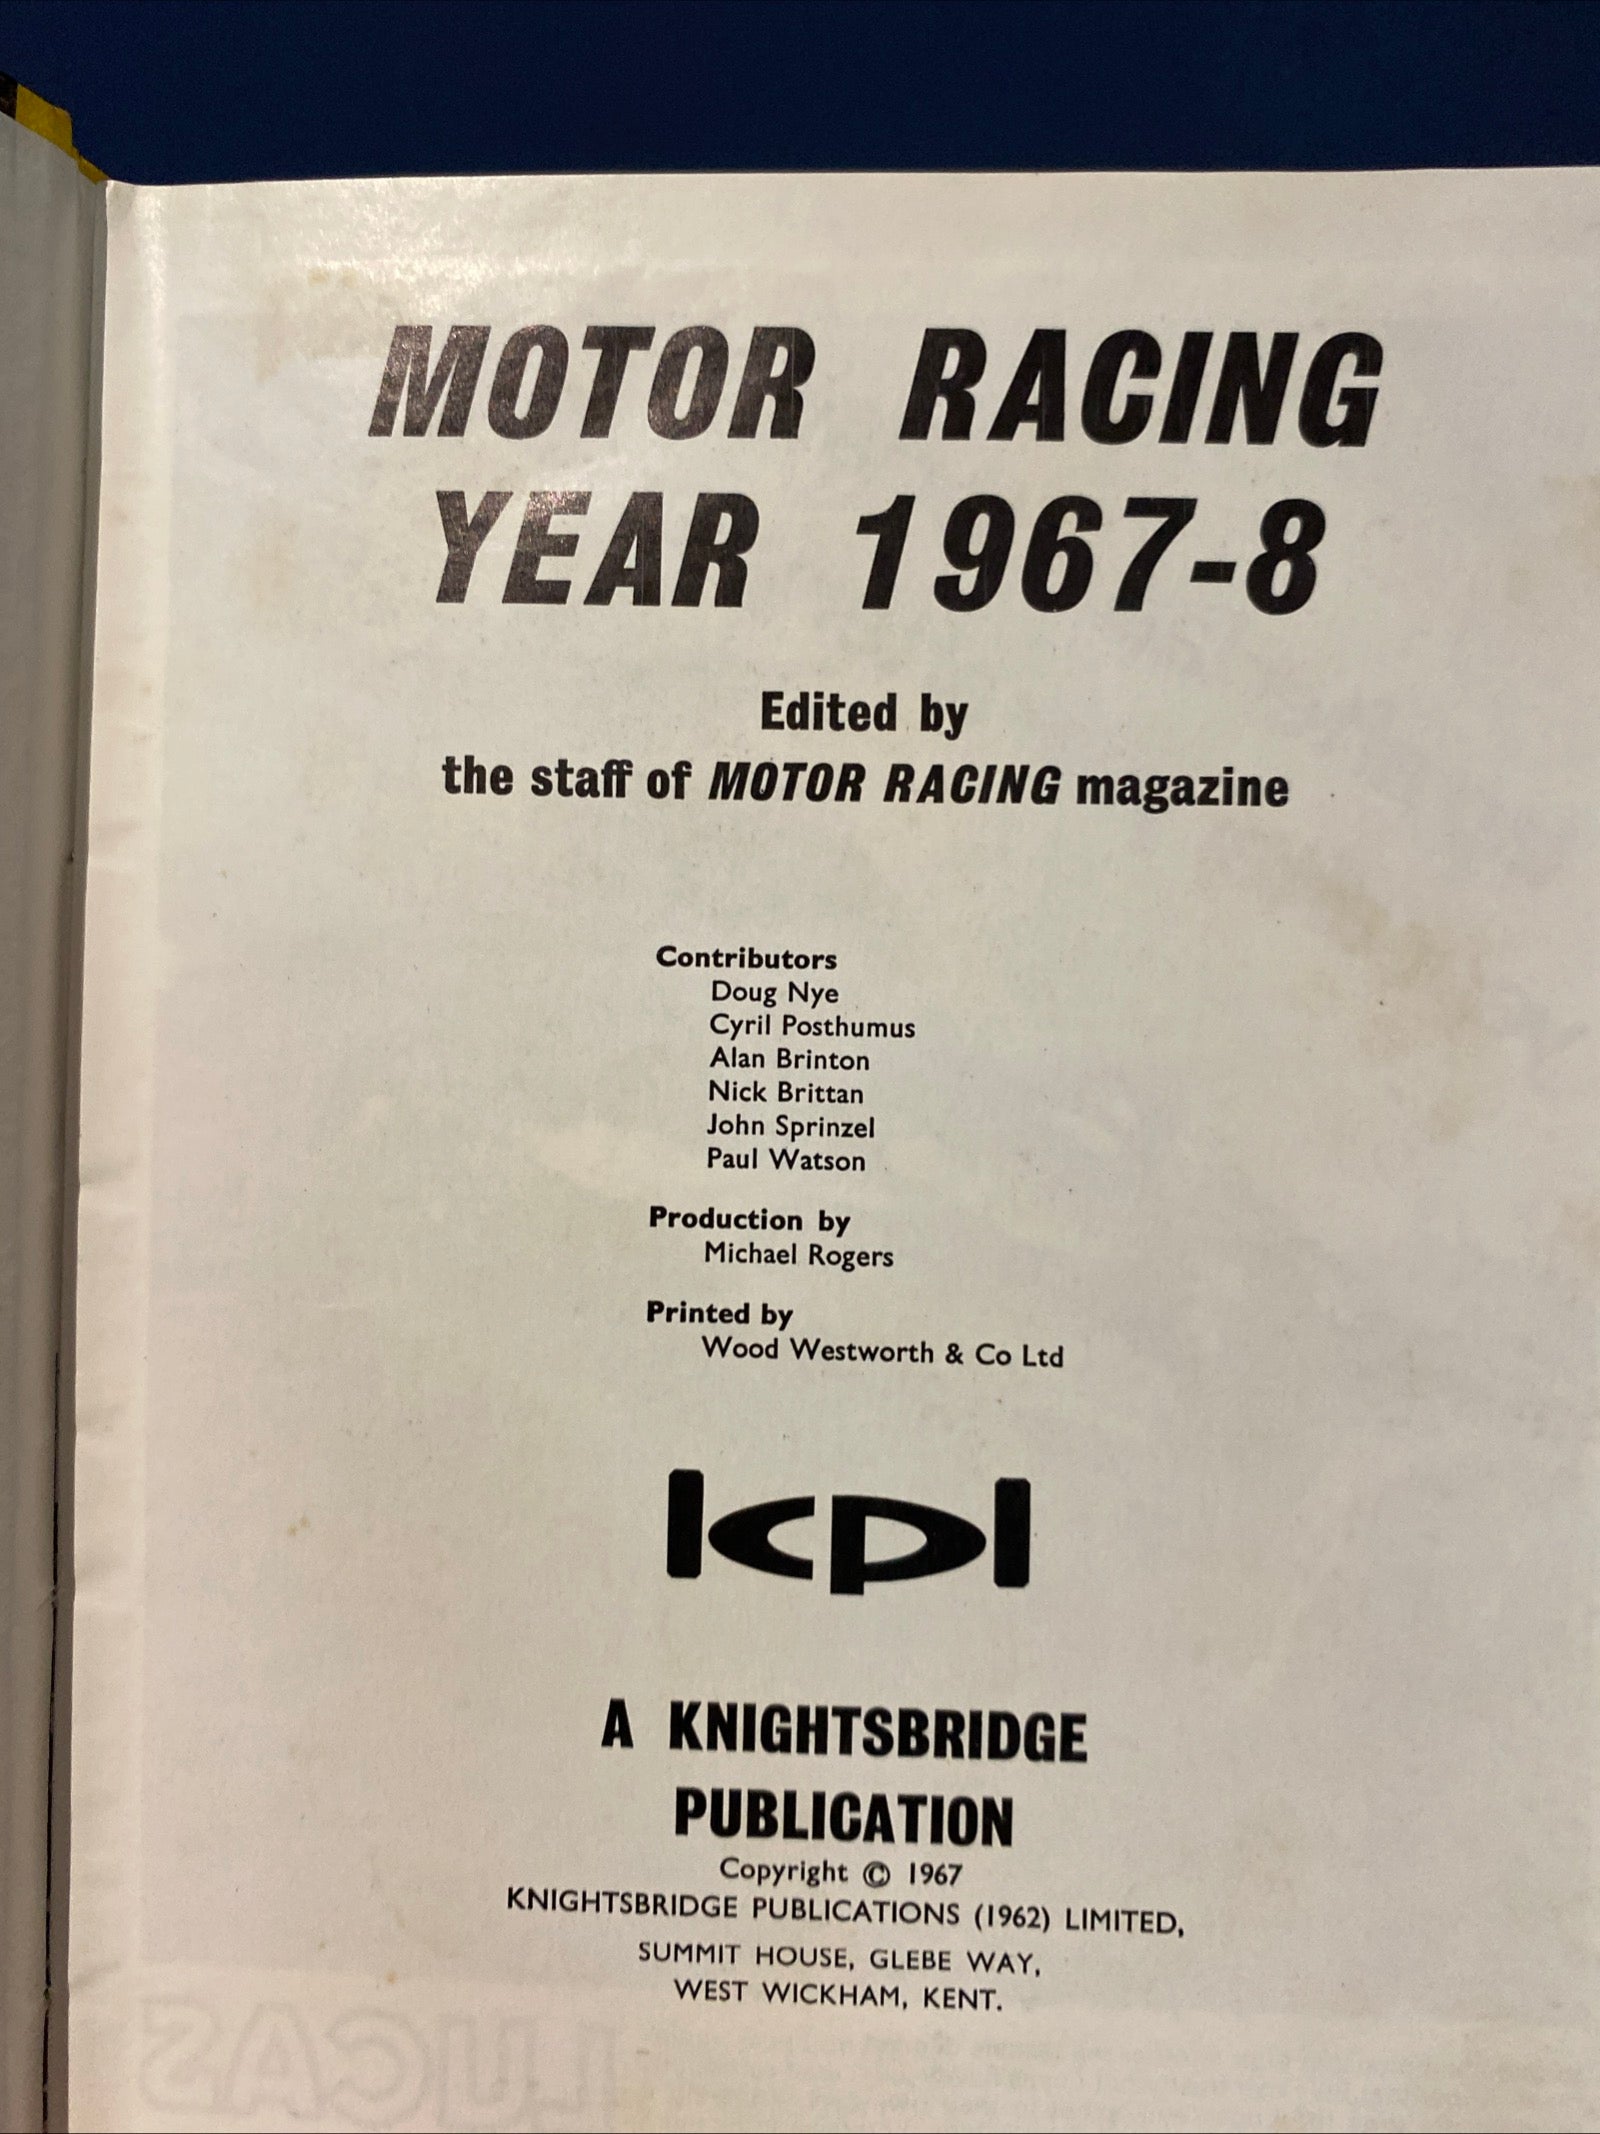 MOTOR RACING
YEAR 1967-8
Edited by
the staff of MOTOR RACING magazine
Contributors
Doug Nye
Cyril Posthumus
Alan Brinton
Nick Brittan
John Sprinzel
Paul Watson
Production by
Michael Rogers
Printed by
Wood Westworth & Co Ltd
kpl
A KNIGHTSBRIDGE
PUBLICATION
Copyright © 1967
KNIGHTSBRIDGE PUBLICATIONS (1962) LIMITED,
SUMMIT HOUSE, GLEBE WAY,
WEST WICKHAM, KENT.
LUCAS